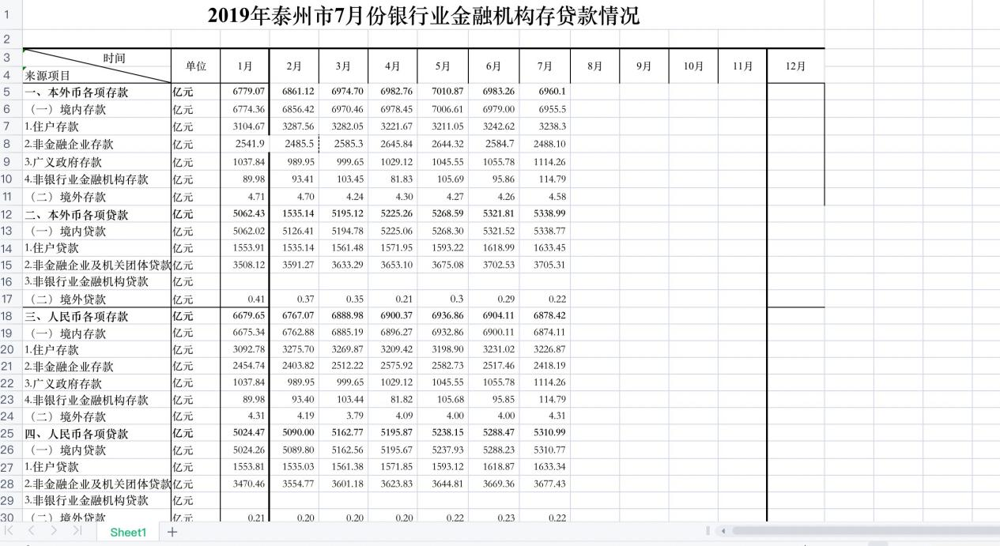 1 2019年泰州市7月份银行业金融机构存贷款情况
2
3 时间 单位 1月 2月 3月 4月 5月 6月 7月 8月 9月 10月 11月 12月
4 来源项目
5 一、本外币各项存款 亿元 6779.07 6861.12 6974.70 6982.76 7010.87 6983.26 6960.1
6 （一）境内存款 亿元 6774.36 6856.42 6970.46 6978.45 7006.61 6979.00 6955.5
7 1.住户存款 亿元 3104.67 3287.56 3282.05 3221.67 3211.05 3242.62 3238.3
8 2.非金融企业存款 亿元 2541.9 2485.5 2585.3 2645.84 2644.32 2584.7 2488.10
9 3.广义政府存款 亿元 1037.84 989.95 999.65 1029.12 1045.55 1055.78 1114.26
10 4.非银行业金融机构存款 亿元 89.98 93.41 103.45 81.83 105.69 95.86 114.79
11 （二）境外存款 亿元 4.71 4.70 4.24 4.30 4.27 4.26 4.58
12 二、本外币各项贷款 亿元 5062.43 1535.14 5195.12 5225.26 5268.59 5321.81 5338.99
13 （一）境内贷款 亿元 5062.02 5126.41 5194.78 5225.06 5268.30 5321.52 5338.77
14 1.住户贷款 亿元 1553.91 1535.14 1561.48 1571.95 1593.22 1618.99 1633.45
15 2.非金融企业及机关团体贷款 亿元 3508.12 3591.27 3633.29 3653.10 3675.08 3702.53 3705.31
16 3.非银行业金融机构贷款 亿元
17 （二）境外贷款 亿元 0.41 0.37 0.35 0.21 0.3 0.29 0.22
18 三、人民币各项存款 亿元 6679.65 6767.07 6888.98 6900.37 6936.86 6904.11 6878.42
19 （一）境内存款 亿元 6675.34 6762.88 6885.19 6896.27 6932.86 6900.11 6874.11
20 1.住户存款 亿元 3092.78 3275.70 3269.87 3209.42 3198.90 3231.02 3226.87
21 2.非金融企业存款 亿元 2454.74 2403.82 2512.22 2575.92 2582.73 2517.46 2418.19
22 3.广义政府存款 亿元 1037.84 989.95 999.65 1029.12 1045.55 1055.78 1114.26
23 4.非银行业金融机构存款 亿元 89.98 93.40 103.44 81.82 105.68 95.85 114.79
24 （二）境外存款 亿元 4.31 4.19 3.79 4.09 4.00 4.00 4.31
25 四、人民币各项贷款 亿元 5024.47 5090.00 5162.77 5195.87 5238.15 5288.47 5310.99
26 （一）境内贷款 亿元 5024.26 5089.80 5162.56 5195.67 5237.93 5288.23 5310.77
27 1.住户贷款 亿元 1553.81 1535.03 1561.38 1571.85 1593.12 1618.87 1633.34
28 2.非金融企业及机关团体贷款 亿元 3470.46 3554.77 3601.18 3623.83 3644.81 3669.36 3677.43
29 3.非银行业金融机构贷款 亿元
30 （二）境外贷款 亿元 0.21 0.20 0.20 0.20 0.22 0.23 0.22
Sheet1 +